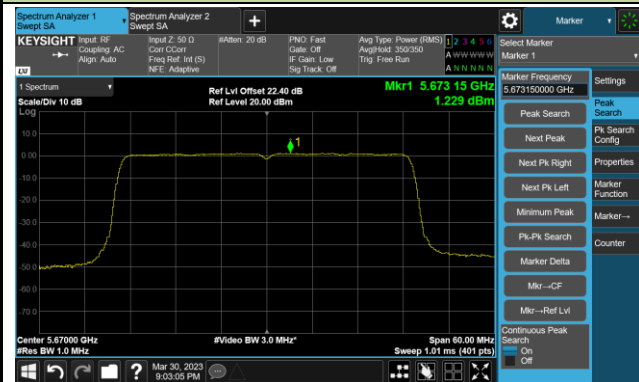 Spectrum Analyzer 1
Swept SA
Spectrum Analyzer 2
Swept SA
+
Marker
KEYSIGHT
Input: RF
Coupling: AC
Align: Auto
Input Z: 50 Ω
Corr CCorr
Freq Ref: Int (S)
NFE: Adaptive
#Atten: 20 dB
PNO: Fast
Gate: Off
IF Gain: Low
Sig Track: Off
Avg Type: Power (RMS)
Avg|Hold: 350/350
Trig: Free Run
1 2 3 4 5 6
A W W W W W
A N N N N N
LXI
Select Marker
Marker 1
1 Spectrum
Scale/Div 10 dB
Log
Ref Lvl Offset 22.40 dB
Ref Level 20.00 dBm
Mkr1 5.673 15 GHz
1.229 dBm
10.0
0.00
-10.0
-20.0
-30.0
-40.0
-50.0
-60.0
-70.0
1
Center 5.67000 GHz
#Res BW 1.0 MHz
#Video BW 3.0 MHz*
Span 60.00 MHz
Sweep 1.01 ms (401 pts)
Marker Frequency
5.673150000 GHz
Peak Search
Next Peak
Next Pk Right
Next Pk Left
Minimum Peak
Pk-Pk Search
Marker Delta
Mkr→CF
Mkr→Ref Lvl
Continuous Peak
Search
On
Off
Settings
Peak
Search
Pk Search
Config
Properties
Marker
Function
Marker→
Counter
?
Mar 30, 2023
9:03:05 PM